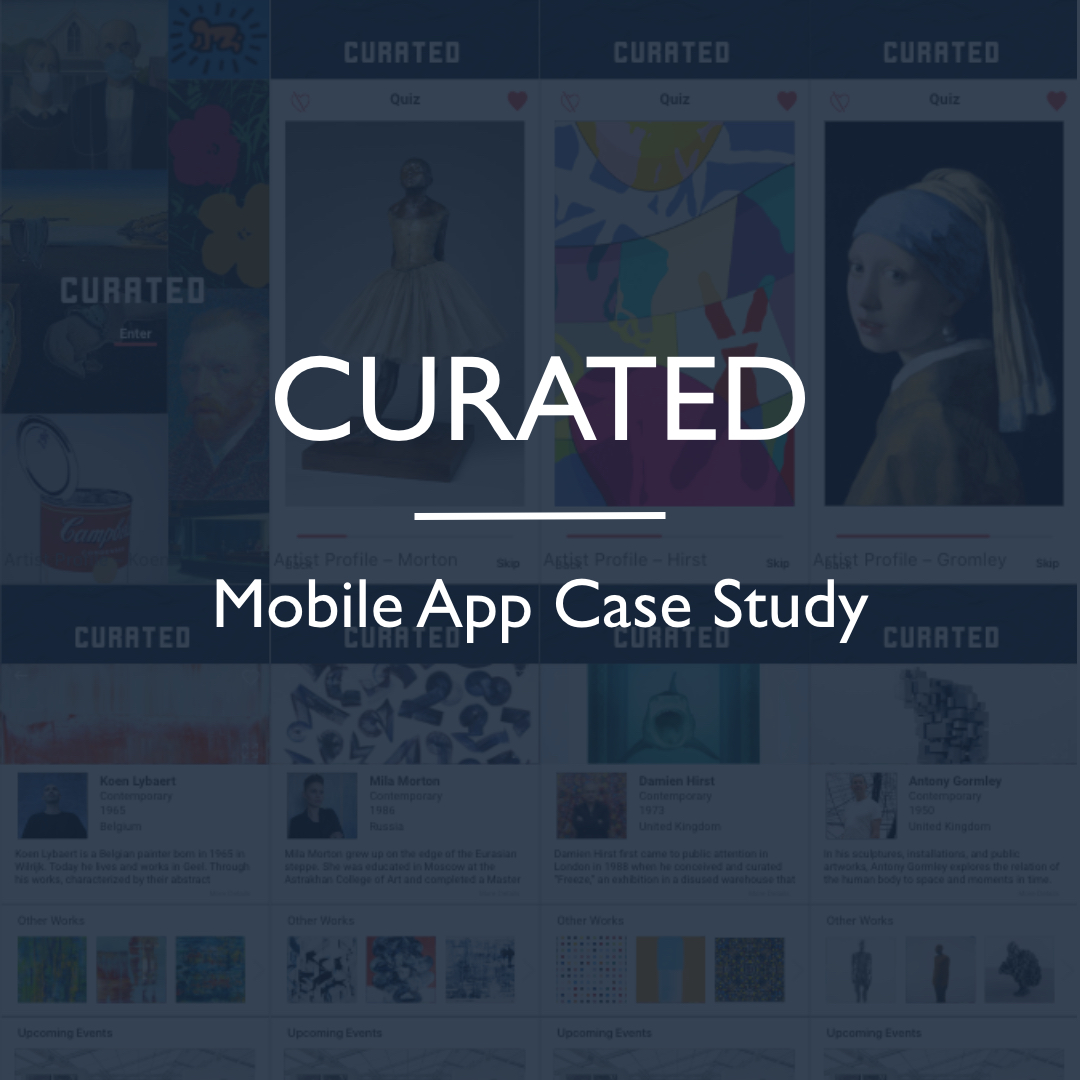 CURATED
CURATED
CURATED
Quiz
Quiz
Quiz
CURATED
Enter
CURATED
Campbell
Artist Profile – Morton
Skip
Artist Profile – Hirst
Skip
Artist Profile – Gromley
Skip
Mobile App Case Study
CURATED
CURATED
CURATED
CURATED
Koen Lybaert
Contemporary
1965
Belgium
Koen Lybaert is a Belgian painter born in 1965 in
Wilrijk. Today he lives and works in Geel. Through
his works, characterized by their abstract
Other Works
Upcoming Events
Mila Morton
Contemporary
1986
Russia
Mila Morton grew up on the edge of the Eurasian
steppe. She was educated in Moscow at the
Astrakhan College of Art and completed a Master
Other Works
Upcoming Events
Damien Hirst
Contemporary
1973
United Kingdom
Damien Hirst first came to public attention in
London in 1988 when he conceived and curated
"Freeze," an exhibition in a disused warehouse that
Other Works
Upcoming Events
Antony Gormley
Contemporary
1950
United Kingdom
In his sculptures, installations, and public
artworks, Antony Gormley explores the relation of
the human body to space and moments in time.
Other Works
Upcoming Events